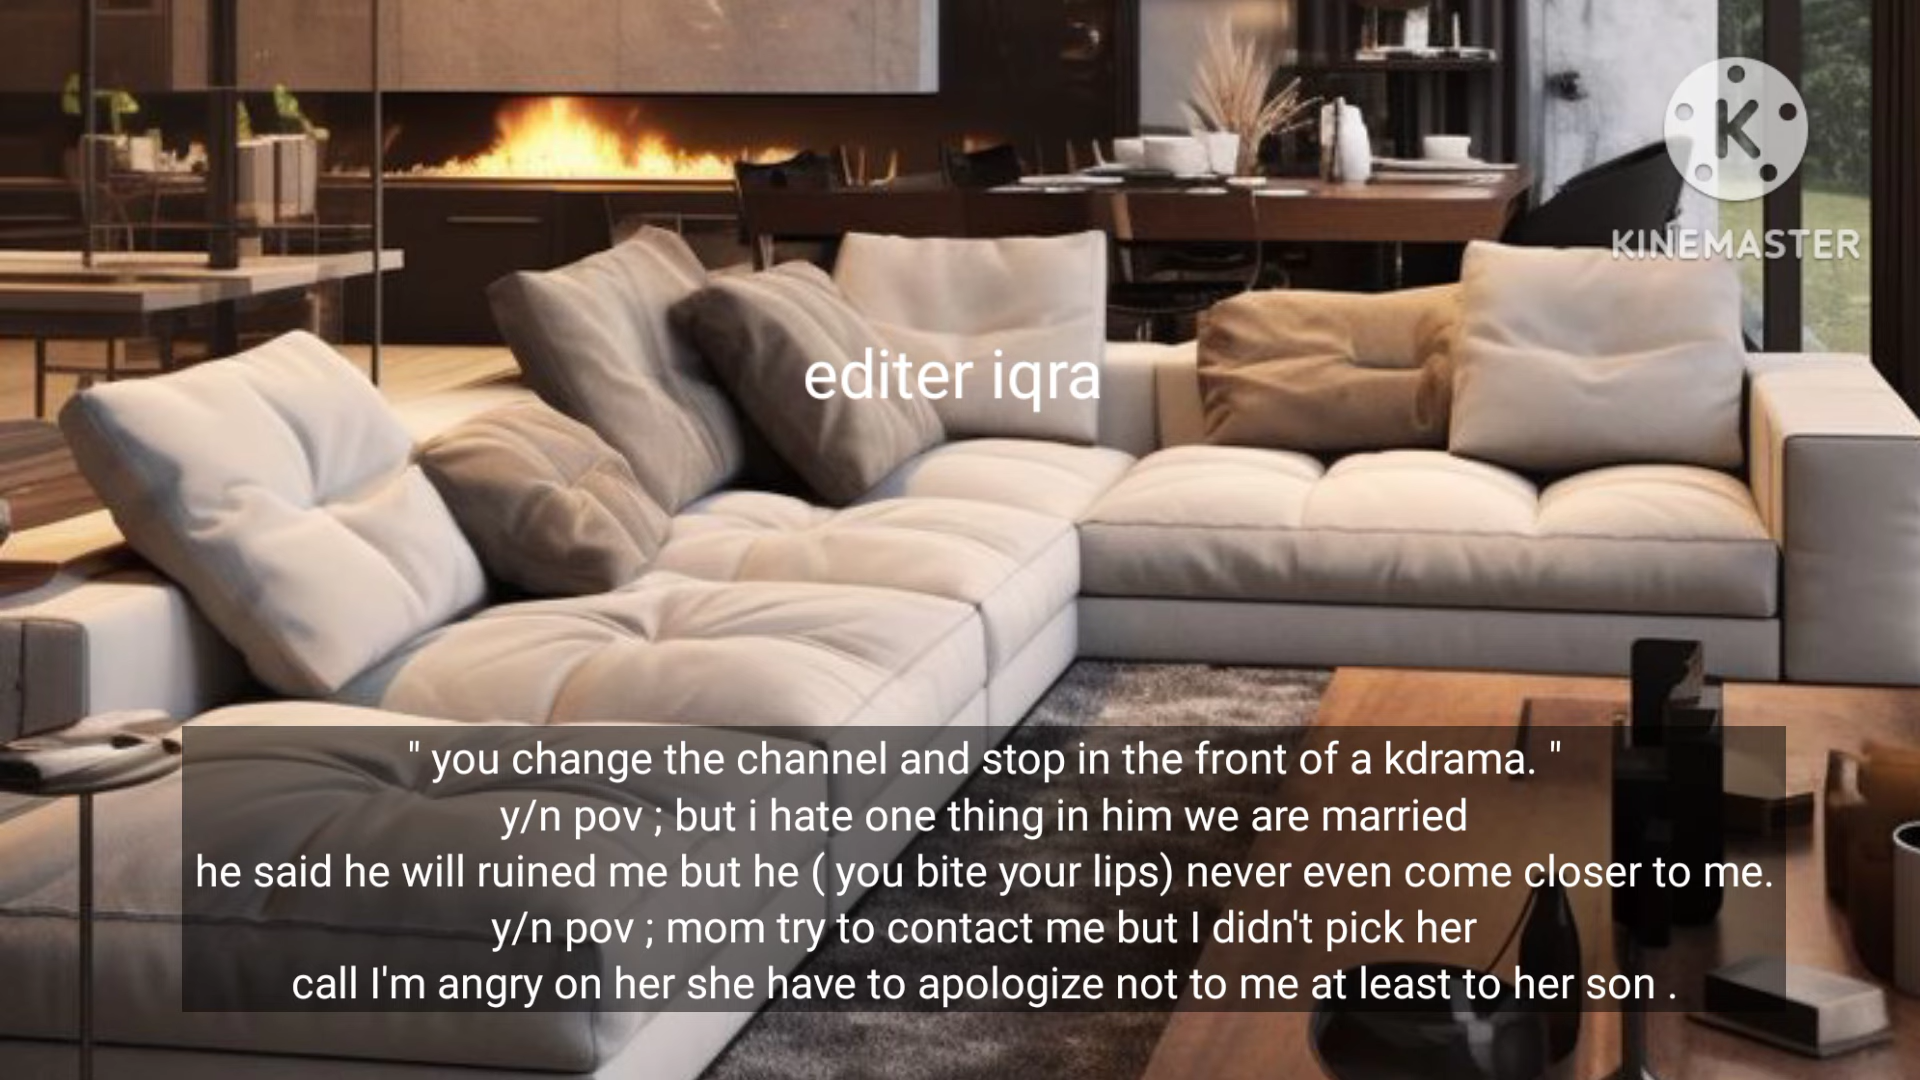 K
KINEMASTER
editer iqra
" you change the channel and stop in the front of a kdrama. "
y/n pov ; but i hate one thing in him we are married
he said he will ruined me but he ( you bite your lips) never even come closer to me.
y/n pov ; mom try to contact me but I didn't pick her
call I'm angry on her she have to apologize not to me at least to her son .